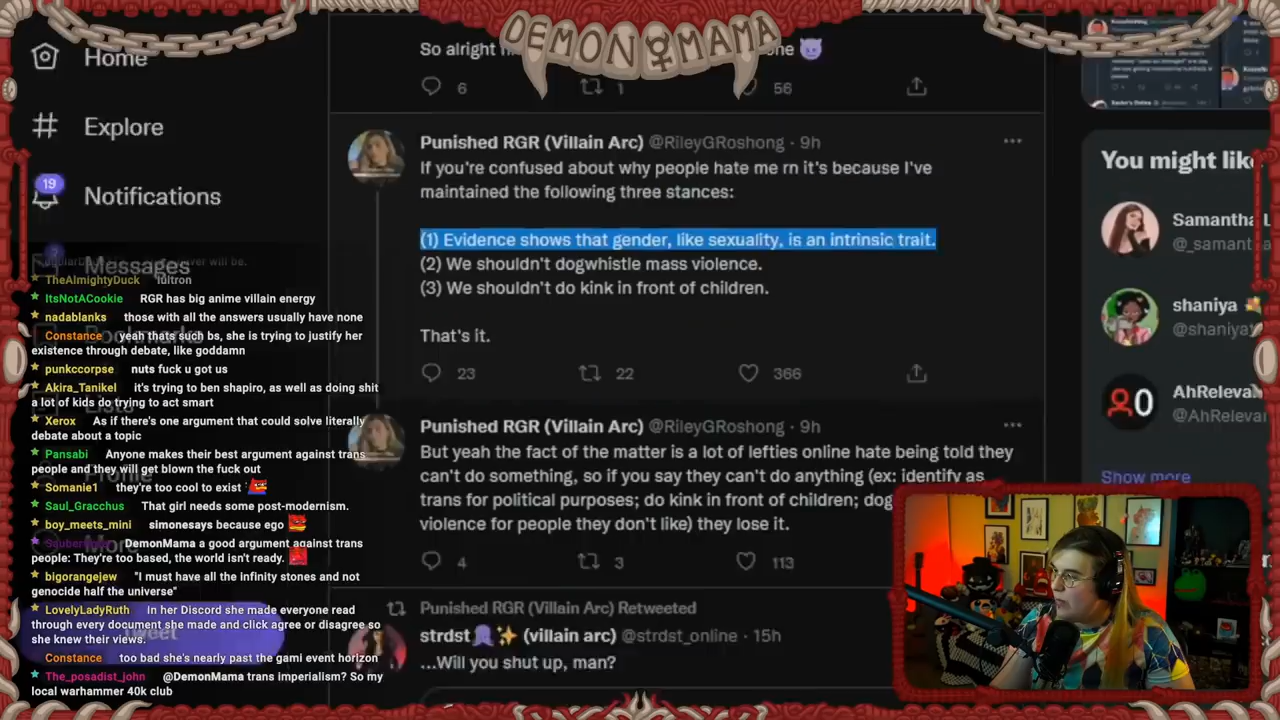 DEMON MAMA
Home
Explore
19
Notifications
Messages
Tweet
So alright
ne 😈
6
1
56
Punished RGR (Villain Arc) @RileyGRoshong · 9h
If you're confused about why people hate me rn it's because I've
maintained the following three stances:
(1) Evidence shows that gender, like sexuality, is an intrinsic trait.
(2) We shouldn't dogwhistle mass violence.
(3) We shouldn't do kink in front of children.
That's it.
23
22
366
Punished RGR (Villain Arc) @RileyGRoshong · 9h
But yeah the fact of the matter is a lot of lefties online hate being told they
can't do something, so if you say they can't do anything (ex: identify as
trans for political purposes; do kink in front of children; dog
violence for people they don't like) they lose it.
4
3
113
Punished RGR (Villain Arc) Retweeted
strdst (villain arc) @strdst_online · 15h
...Will you shut up, man?
You might like
Samantha L
@_samant
shaniya
@shaniya
AhReleva
@AhRelevar
Show more
TheAlmightyDuck lultron
ItsNotACookie RGR has big anime villain energy
nadablanks those with all the answers usually have none
Constance yeah thats such bs, she is trying to justify her
existence through debate, like goddamn
punkccorpse nuts fuck u got us
Akira_Tanikel it's trying to ben shapiro, as well as doing shit
a lot of kids do trying to act smart
Xerox As if there's one argument that could solve literally
debate about a topic
Pansabi Anyone makes their best argument against trans
people and they will get blown the fuck out
Somanie1 they're too cool to exist
Saul_Gracchus That girl needs some post-modernism.
boy_meets_mini simonesays because ego
DemonMama a good argument against trans
people: They're too based, the world isn't ready.
bigorangejew "I must have all the infinity stones and not
genocide half the universe"
LovelyLadyRuth In her Discord she made everyone read
through every document she made and click agree or disagree so
she knew their views.
Constance too bad she's nearly past the gami event horizon
The_posadist_john @DemonMama trans imperialism? So my
local warhammer 40k club